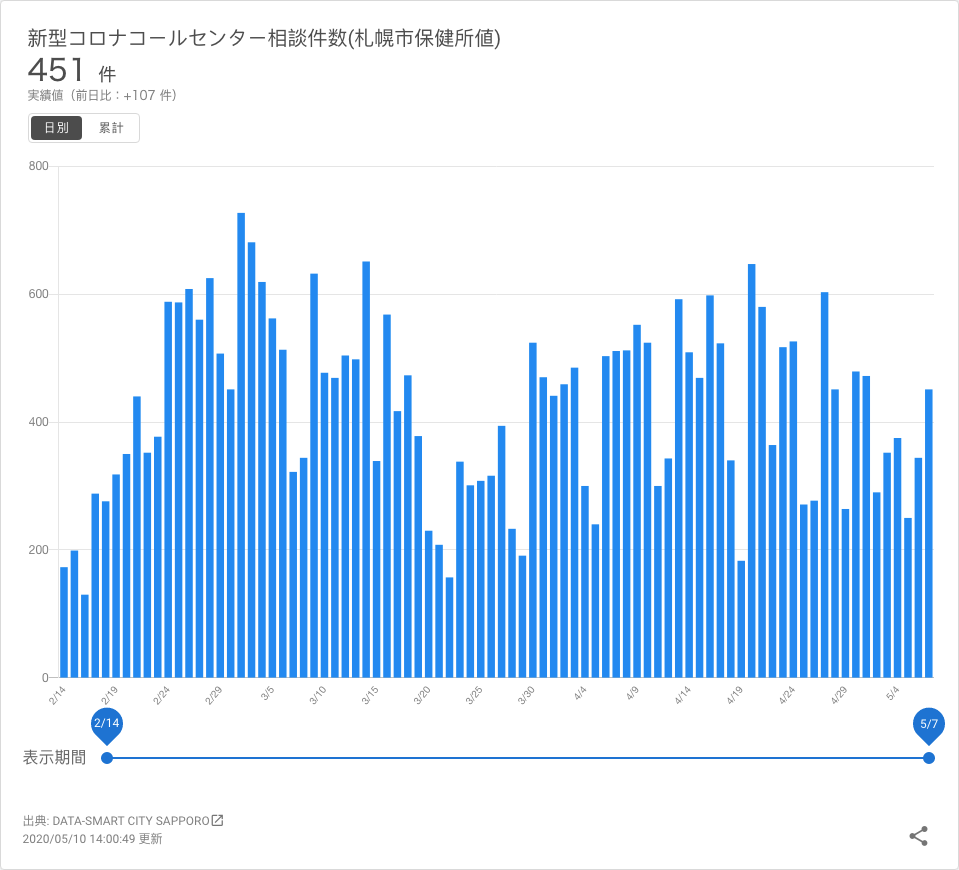 新型コロナコールセンター相談件数(札幌市保健所値)
451 件
実績値（前日比：+107 件）
日別 累計
800
600
400
200
0
2/14 2/19 2/24 2/29 3/5 3/10 3/15 3/20 3/25 3/30 4/4 4/9 4/14 4/19 4/24 4/29 5/4
2/14 5/7
表示期間
出典: DATA-SMART CITY SAPPORO
2020/05/10 14:00:49 更新